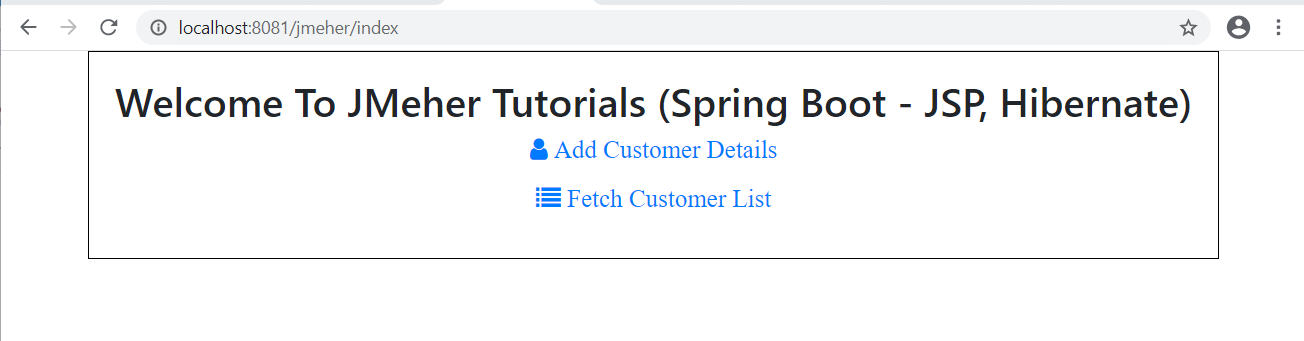 localhost:8081/jmeher/index
Welcome To JMeher Tutorials (Spring Boot - JSP, Hibernate)
Add Customer Details
Fetch Customer List